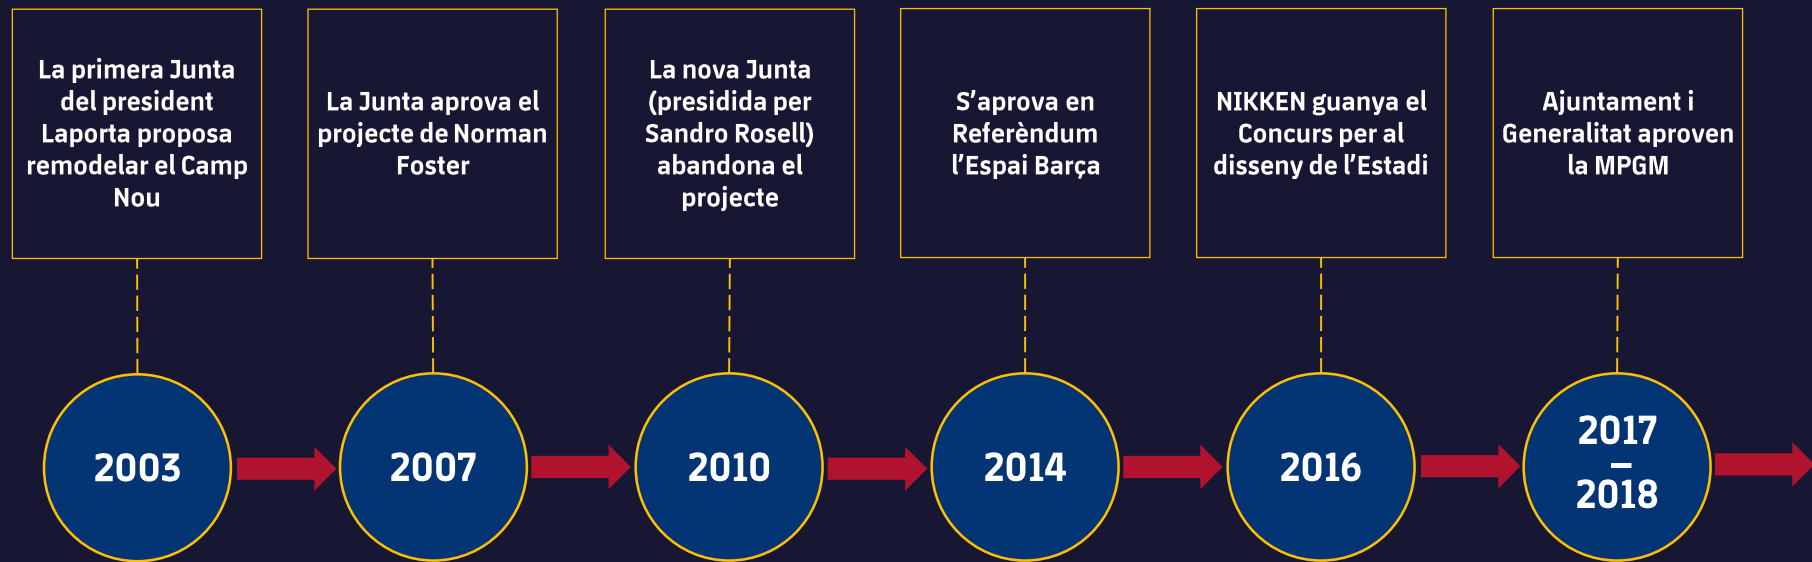 La primera Junta
del president
Laporta proposa
remodelar el Camp
Nou
La Junta aprova el
projecte de Norman
Foster
La nova Junta
(presidida per
Sandro Rosell)
abandona el
projecte
S’aprova en
Referèndum
l’Espai Barça
NIKKEN guanya el
Concurs per al
disseny de l’Estadi
Ajuntament i
Generalitat aproven
la MPGM
2003
2007
2010
2014
2016
2017
–
2018